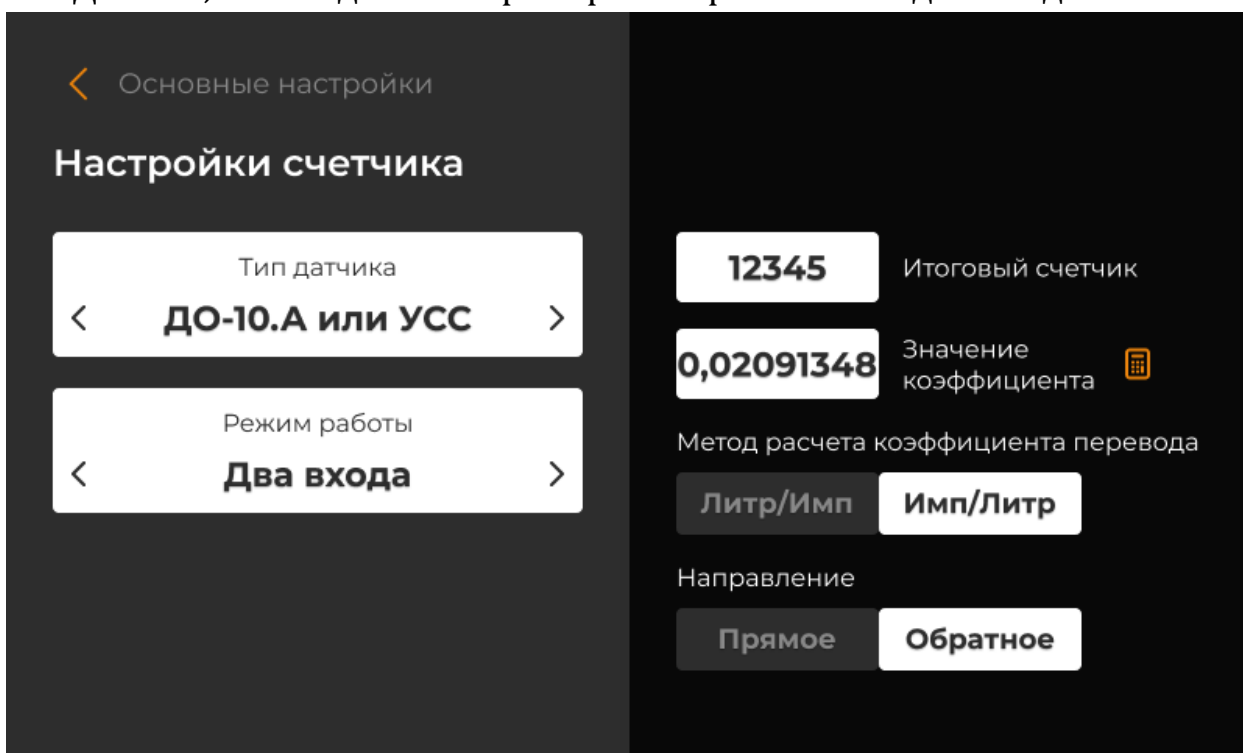 Основные настройки
Настройки счетчика
Тип датчика
ДО-10.А или УСС
Режим работы
Два входа
12345
Итоговый счетчик
0,02091348
Значение
коэффициента
Метод расчета коэффициента перевода
Литр/Имп
Имп/Литр
Направление
Прямое
Обратное